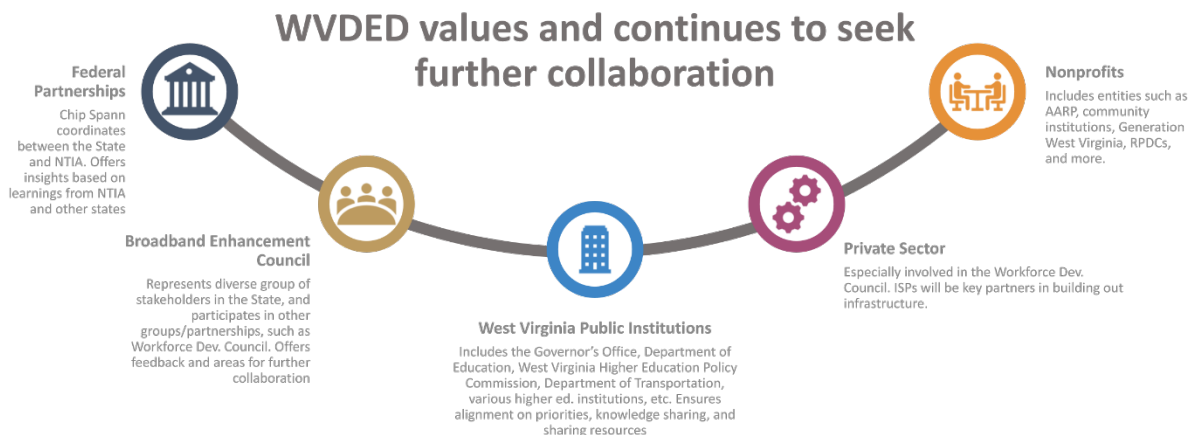 WVDED values and continues to seek
further collaboration
Federal
Partnerships
Chip Spann
coordinates
between the State
and NTIA. Offers
insights based on
learnings from NTIA
and other states
Broadband Enhancement
Council
Represents diverse group of
stakeholders in the State, and
participates in other
groups/partnerships, such as
Workforce Dev. Council. Offers
feedback and areas for further
collaboration
West Virginia Public Institutions
Includes the Governor's Office, Department of
Education, West Virginia Higher Education Policy
Commission, Department of Transportation,
various higher ed. institutions, etc. Ensures
alignment on priorities, knowledge sharing, and
sharing resources
Private Sector
Especially involved in the Workforce Dev.
Council. ISPs will be key partners in building out
infrastructure.
Nonprofits
Includes entities such as
AARP, community
institutions, Generation
West Virginia, RPDCs,
and more.